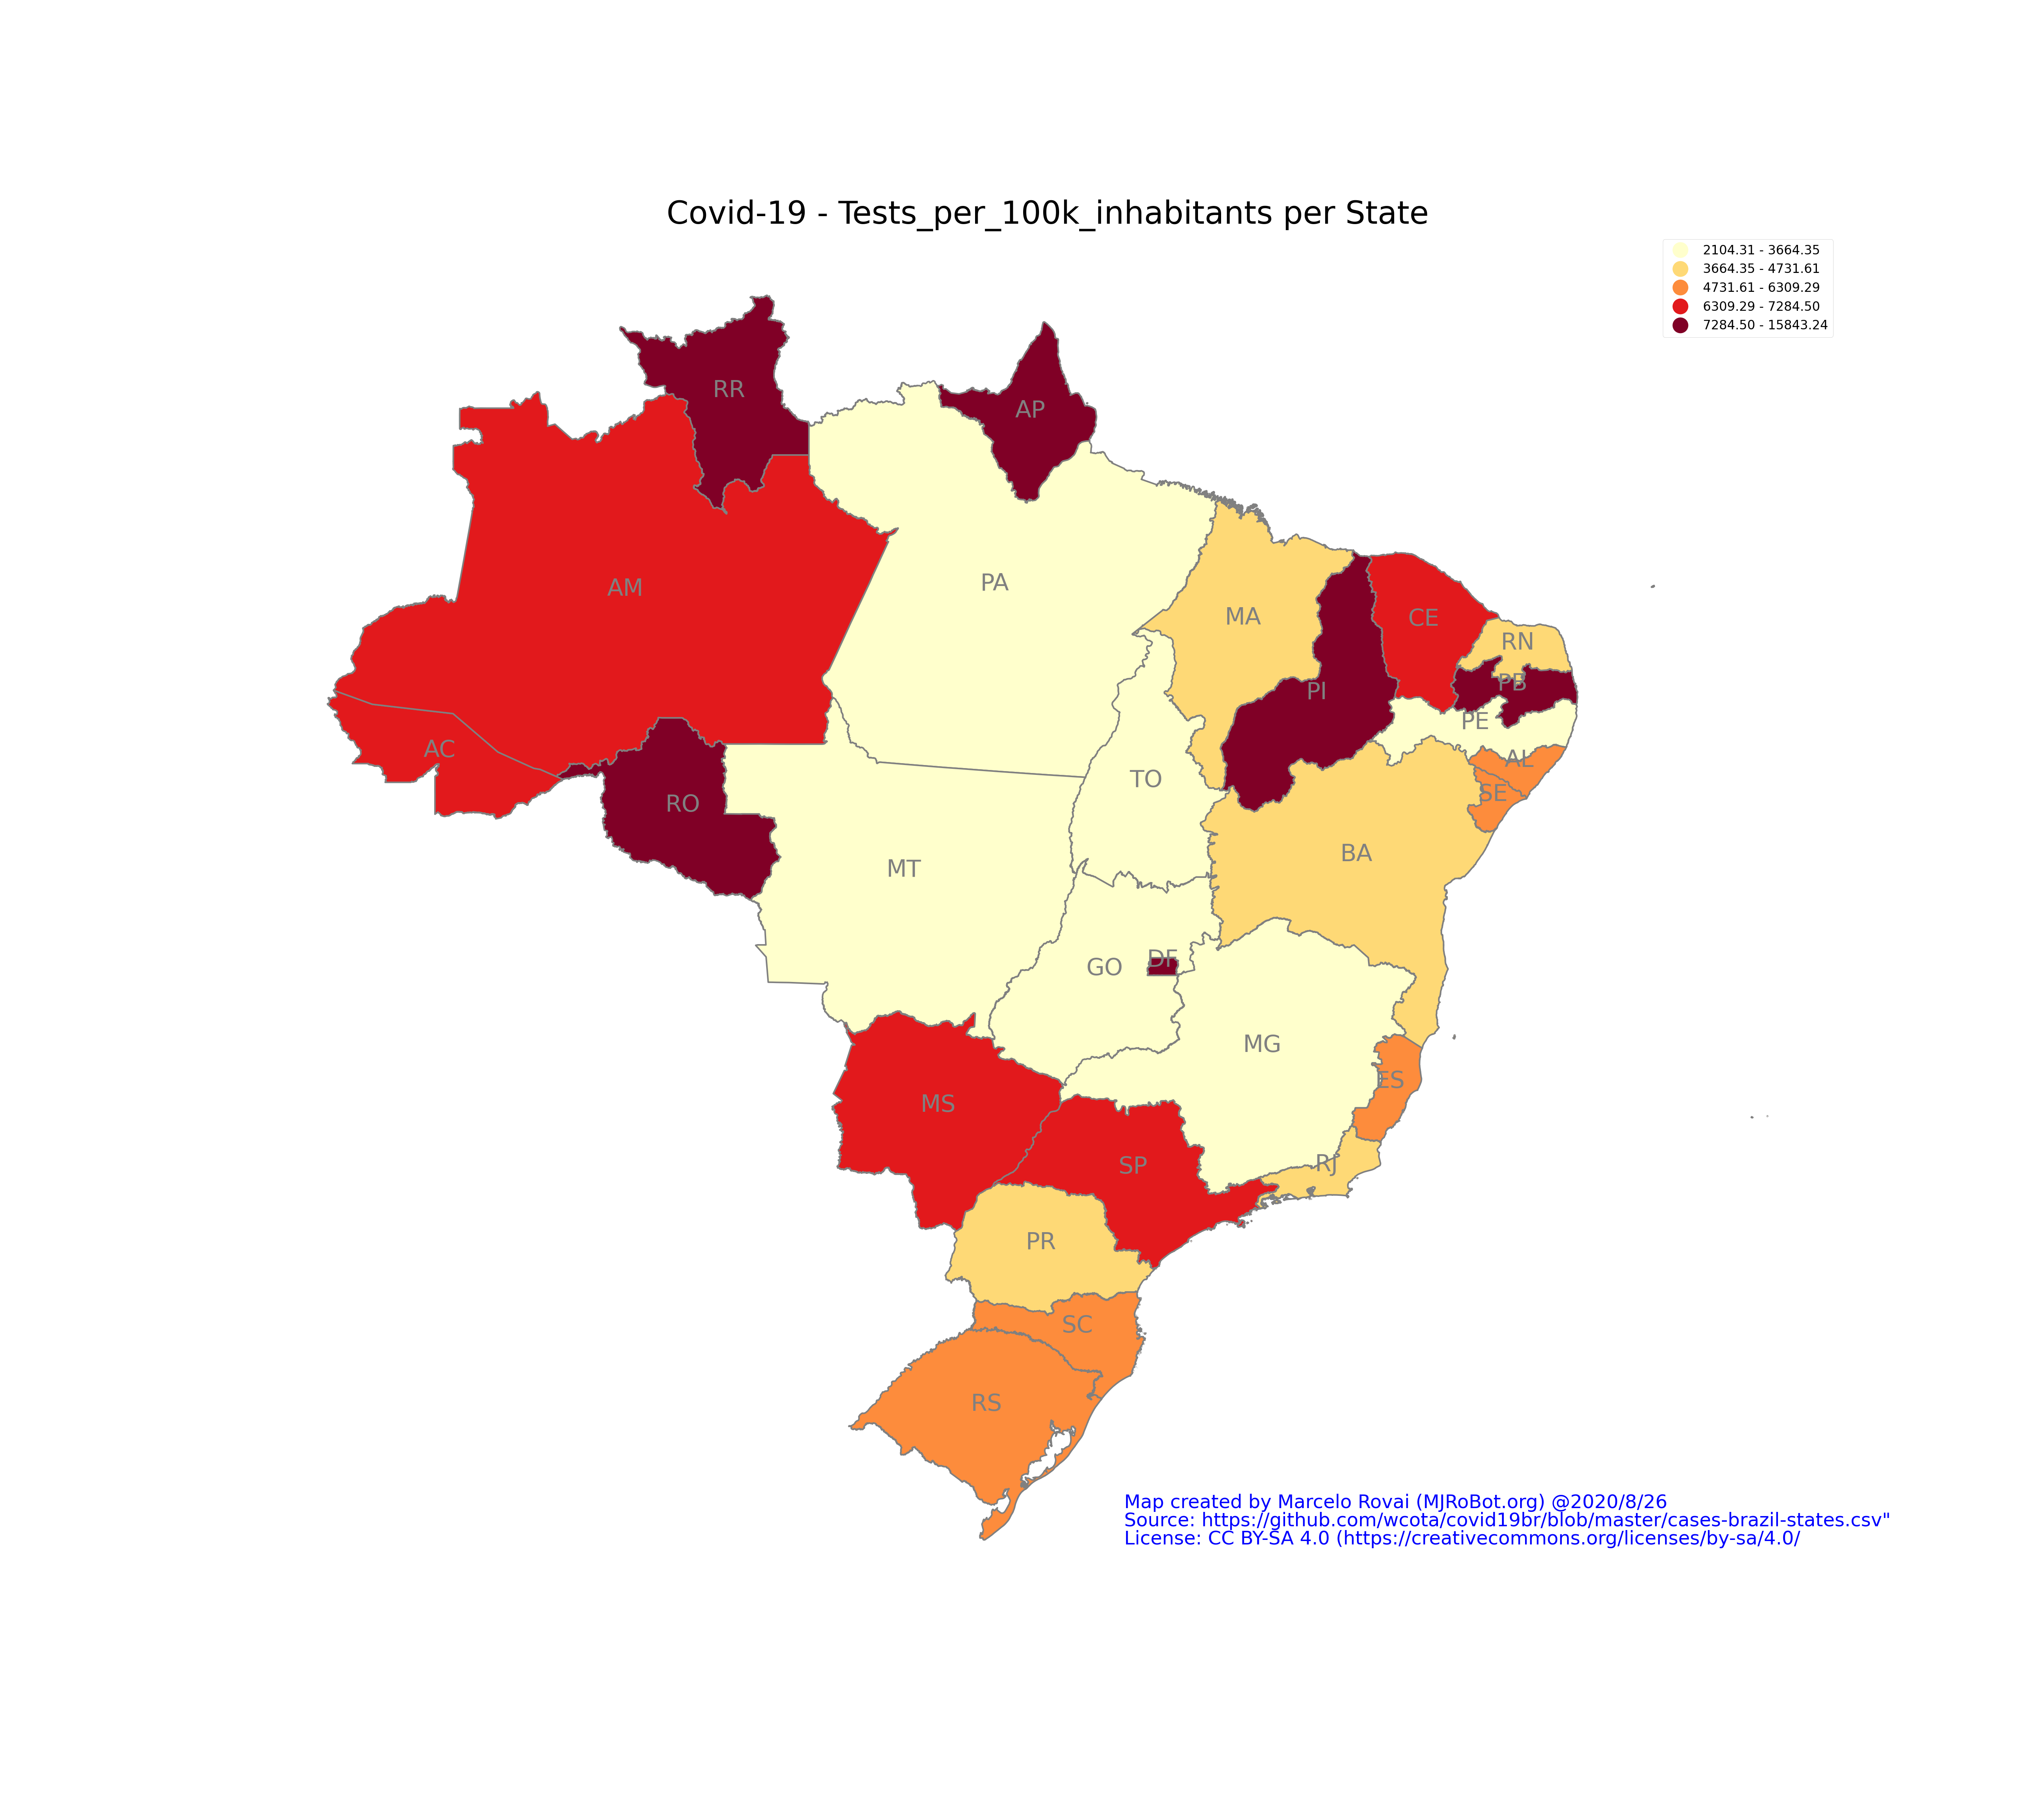 Covid-19 - Tests_per_100k_inhabitants per State
2104.31 - 3664.35
3664.35 - 4731.61
4731.61 - 6309.29
6309.29 - 7284.50
7284.50 - 15843.24
RR
AP
AM
PA
MA
CE
RN
PB
PI
PE
AC
AL
TO
SE
RO
BA
MT
DF
GO
MG
ES
MS
RJ
SP
PR
SC
RS
Map created by Marcelo Rovai (MJRoBot.org) @2020/8/26
Source: https://github.com/wcota/covid19br/blob/master/cases-brazil-states.csv"
License: CC BY-SA 4.0 (https://creativecommons.org/licenses/by-sa/4.0/